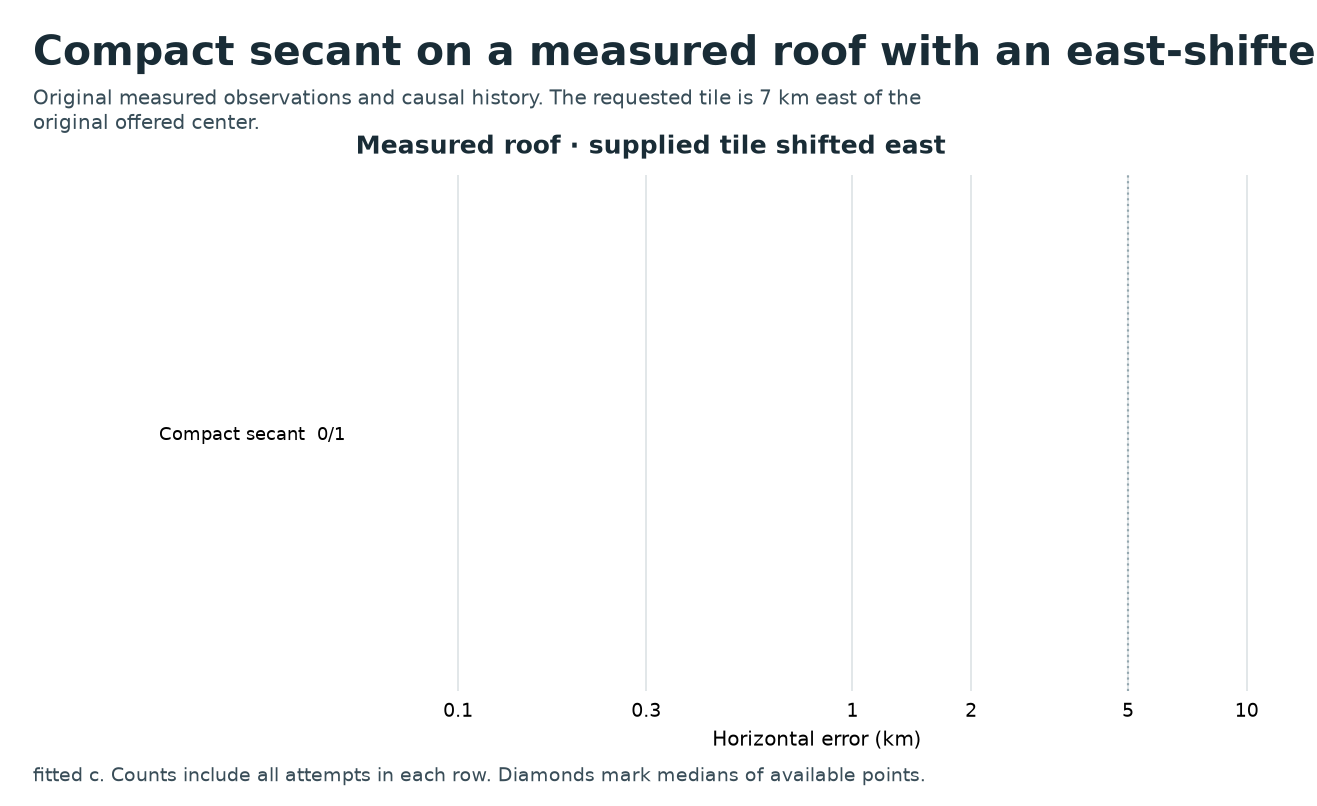 Compact secant on a measured roof with an east-shifte
Original measured observations and causal history. The requested tile is 7 km east of the
original offered center.
Measured roof · supplied tile shifted east
Compact secant  0/1
0.1 0.3 1 2 5 10
Horizontal error (km)
fitted c. Counts include all attempts in each row. Diamonds mark medians of available points.